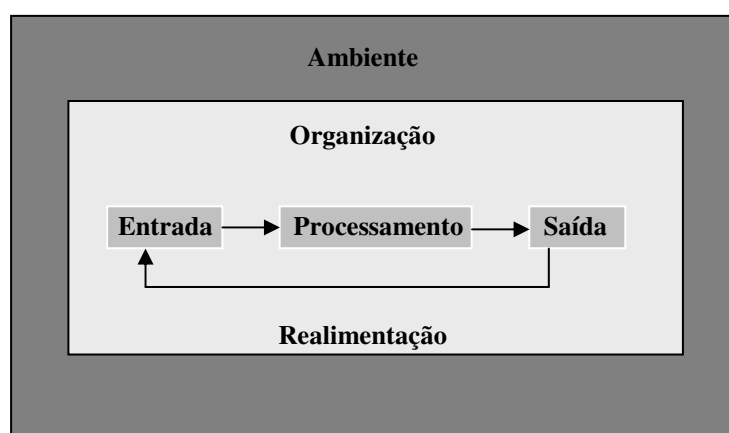 Ambiente
Organização
Entrada Processamento Saída
Realimentação